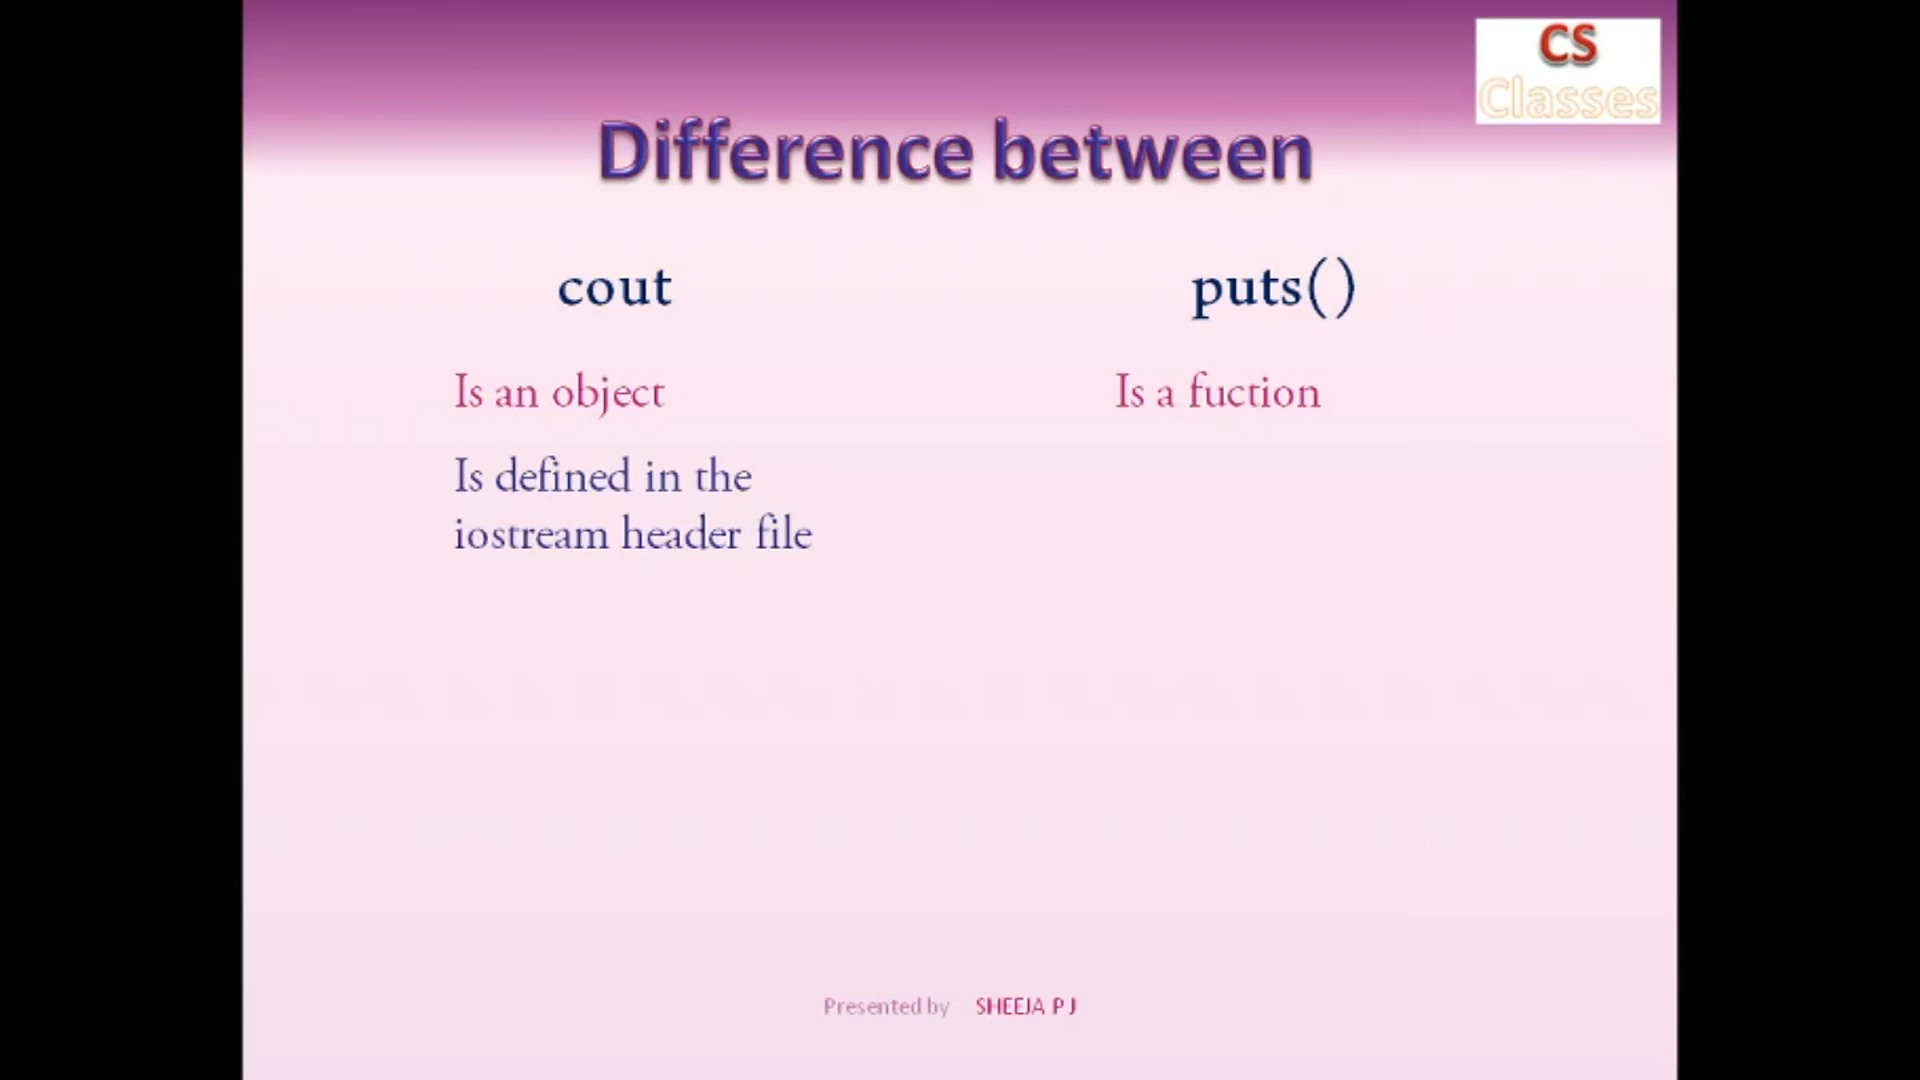 CS
Classes
Difference between
cout
puts()
Is an object
Is a fuction
Is defined in the
iostream header file
Presented by SHEEJA P J